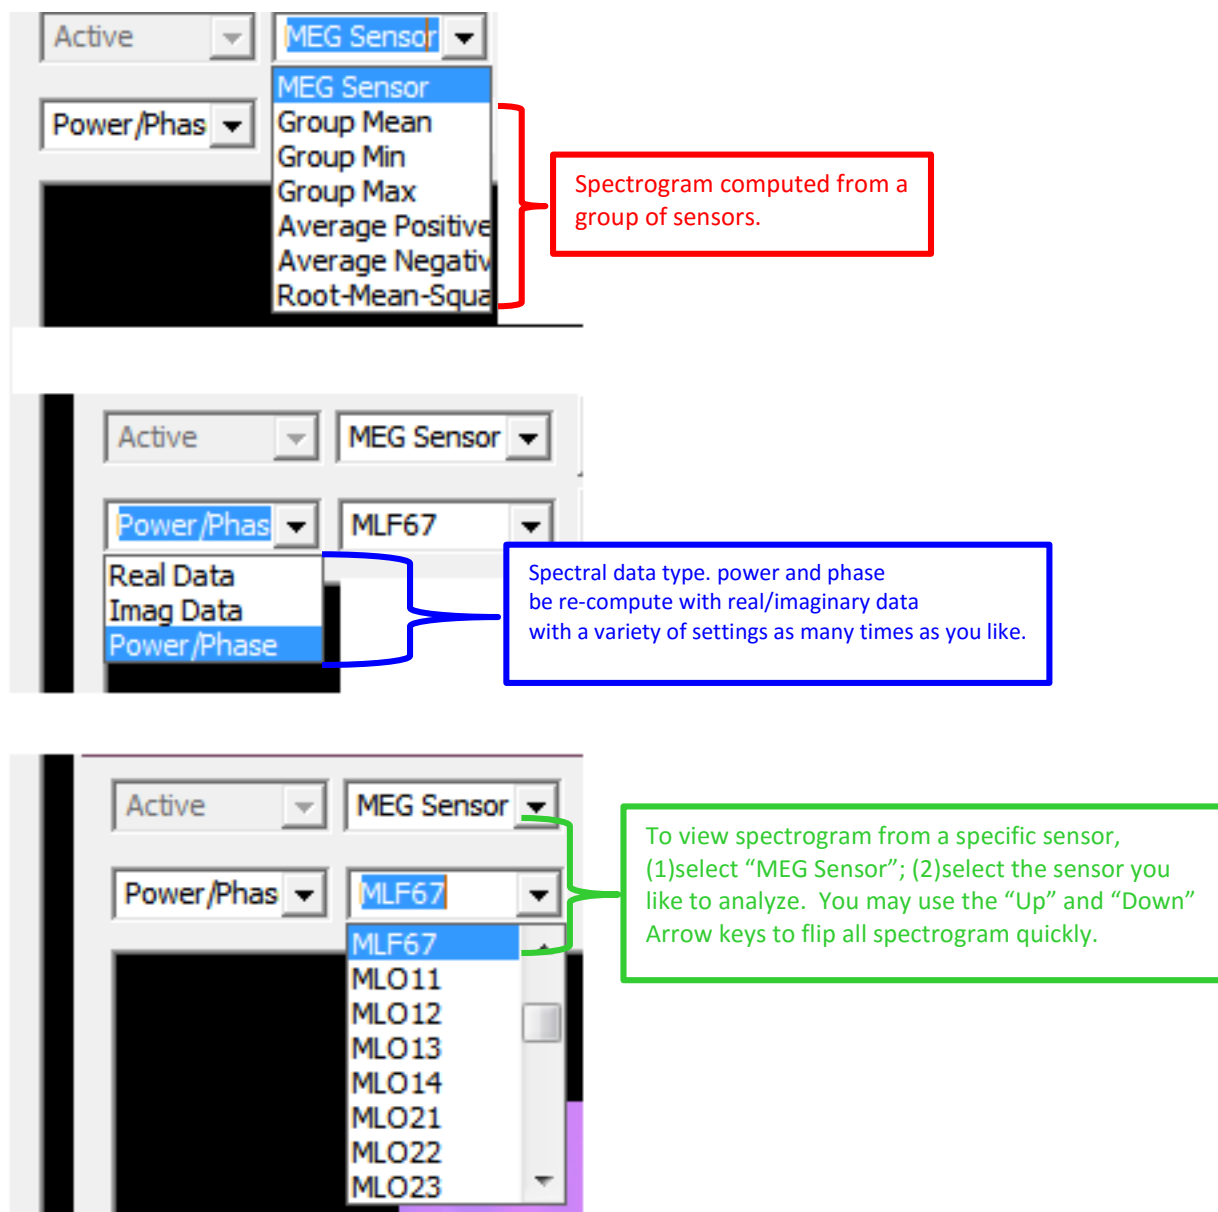 Active MEG Sensor
MEG Sensor
Power/Phas Group Mean
Group Min
Group Max
Average Positive
Average Negativ
Root-Mean-Squa
Spectrogram computed from a
group of sensors.
Active MEG Sensor
Power/Phas MLF67
Real Data
Imag Data
Power/Phase
Spectral data type. power and phase
be re-compute with real/imaginary data
with a variety of settings as many times as you like.
Active MEG Sensor
Power/Phas MLF67
MLF67
MLO11
MLO12
MLO13
MLO14
MLO21
MLO22
MLO23
To view spectrogram from a specific sensor,
(1)select “MEG Sensor”; (2)select the sensor you
like to analyze.  You may use the “Up” and “Down”
Arrow keys to flip all spectrogram quickly.